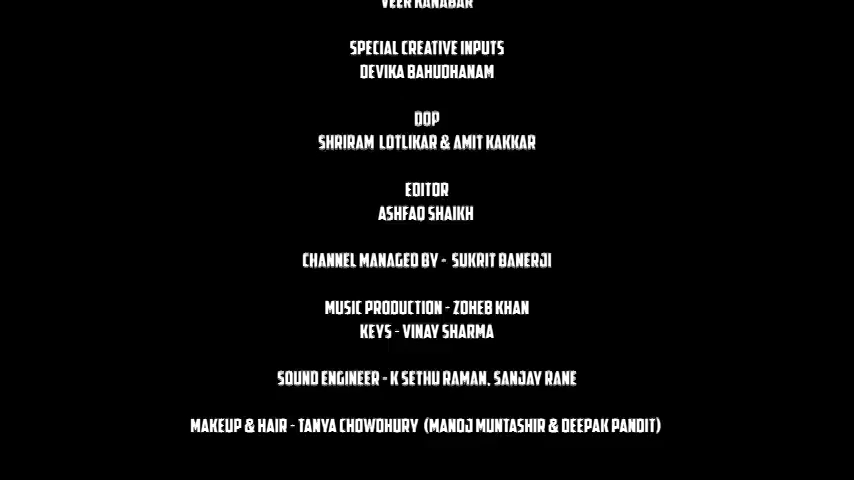 VEER KANABAR
SPECIAL CREATIVE INPUTS
DEVIKA BAHUDHANAM
DOP
SHRIRAM LOTLIKAR & AMIT KAKKAR
EDITOR
ASHFAQ SHAIKH
CHANNEL MANAGED BY - SUKRIT BANERJI
MUSIC PRODUCTION - ZOHEB KHAN
KEYS - VINAY SHARMA
SOUND ENGINEER - K SETHU RAMAN, SANJAY RANE
MAKEUP & HAIR - TANYA CHOWDHURY (MANOJ MUNTASHIR & DEEPAK PANDIT)